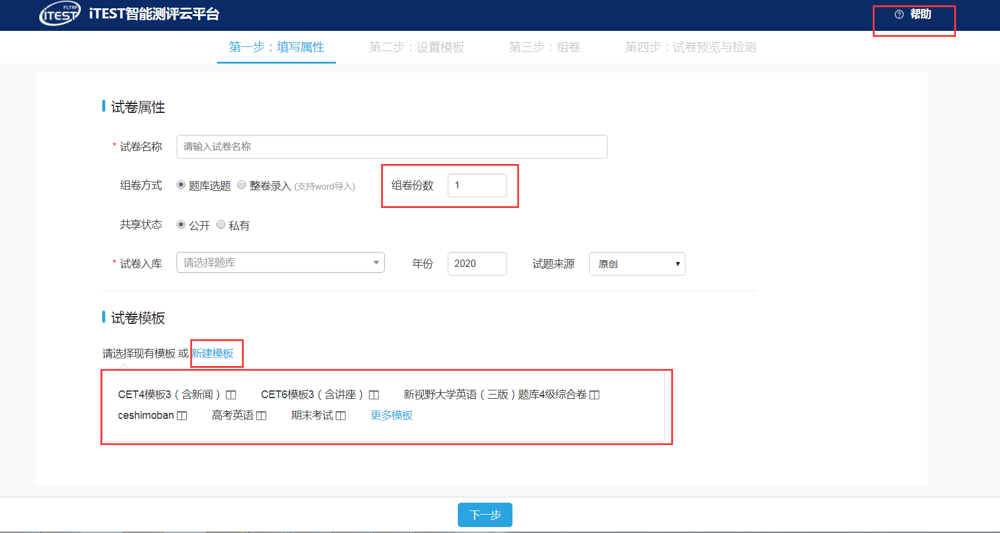 FLTRP
iTEST iTEST智能测评云平台 帮助
第一步：填写属性 第二步：设置模板 第三步：组卷 第四步：试卷预览与检测
试卷属性
* 试卷名称 请输入试卷名称
组卷方式 题库选题 整卷录入 (支持word导入) 组卷份数 1
共享状态 公开 私有
* 试卷入库 请选择题库 年份 2020 试题来源 原创
试卷模板
请选择现有模板 或 新建模板
CET4模板3（含新闻） CET6模板3（含讲座） 新视野大学英语（三版）题库4级综合卷
ceshimoban 高考英语 期末考试 更多模板
下一步